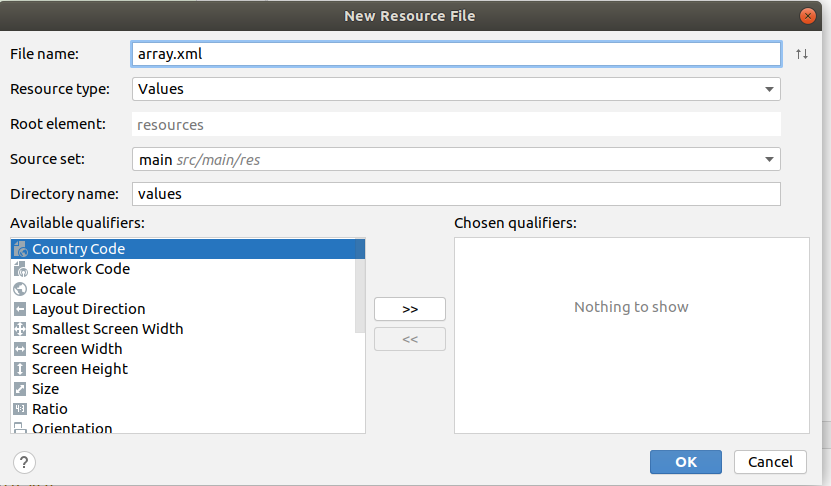 New Resource File
File name: array.xml
Resource type: Values
Root element: resources
Source set: main src/main/res
Directory name: values
Available qualifiers:
Country Code
Network Code
Locale
Layout Direction
Smallest Screen Width
Screen Width
Screen Height
Size
Ratio
Orientation
>>
<<
Chosen qualifiers:
Nothing to show
?
OK
Cancel